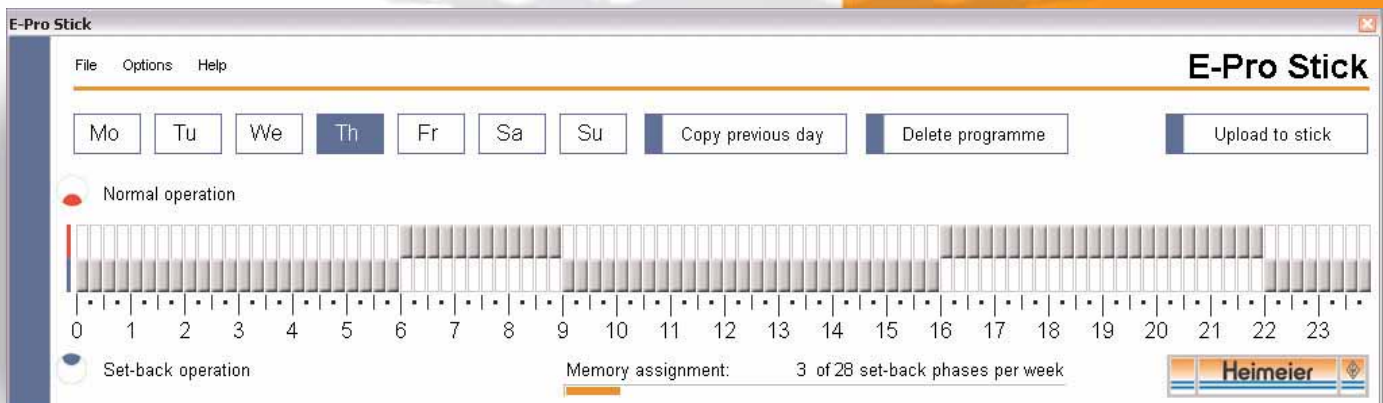 E-Pro Stick
File Options Help
E-Pro Stick
Mo Tu We Th Fr Sa Su Copy previous day Delete programme Upload to stick
Normal operation
0 1 2 3 4 5 6 7 8 9 10 11 12 13 14 15 16 17 18 19 20 21 22 23
Set-back operation Memory assignment: 3 of 28 set-back phases per week
Heimeier